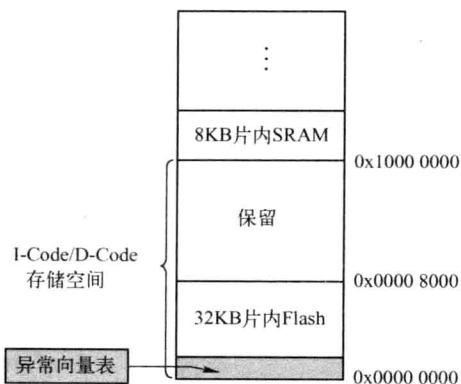 ⋮
8KB片内SRAM
0x1000 0000
保留
I-Code/D-Code
存储空间
0x0000 8000
32KB片内Flash
异常向量表
0x0000 0000